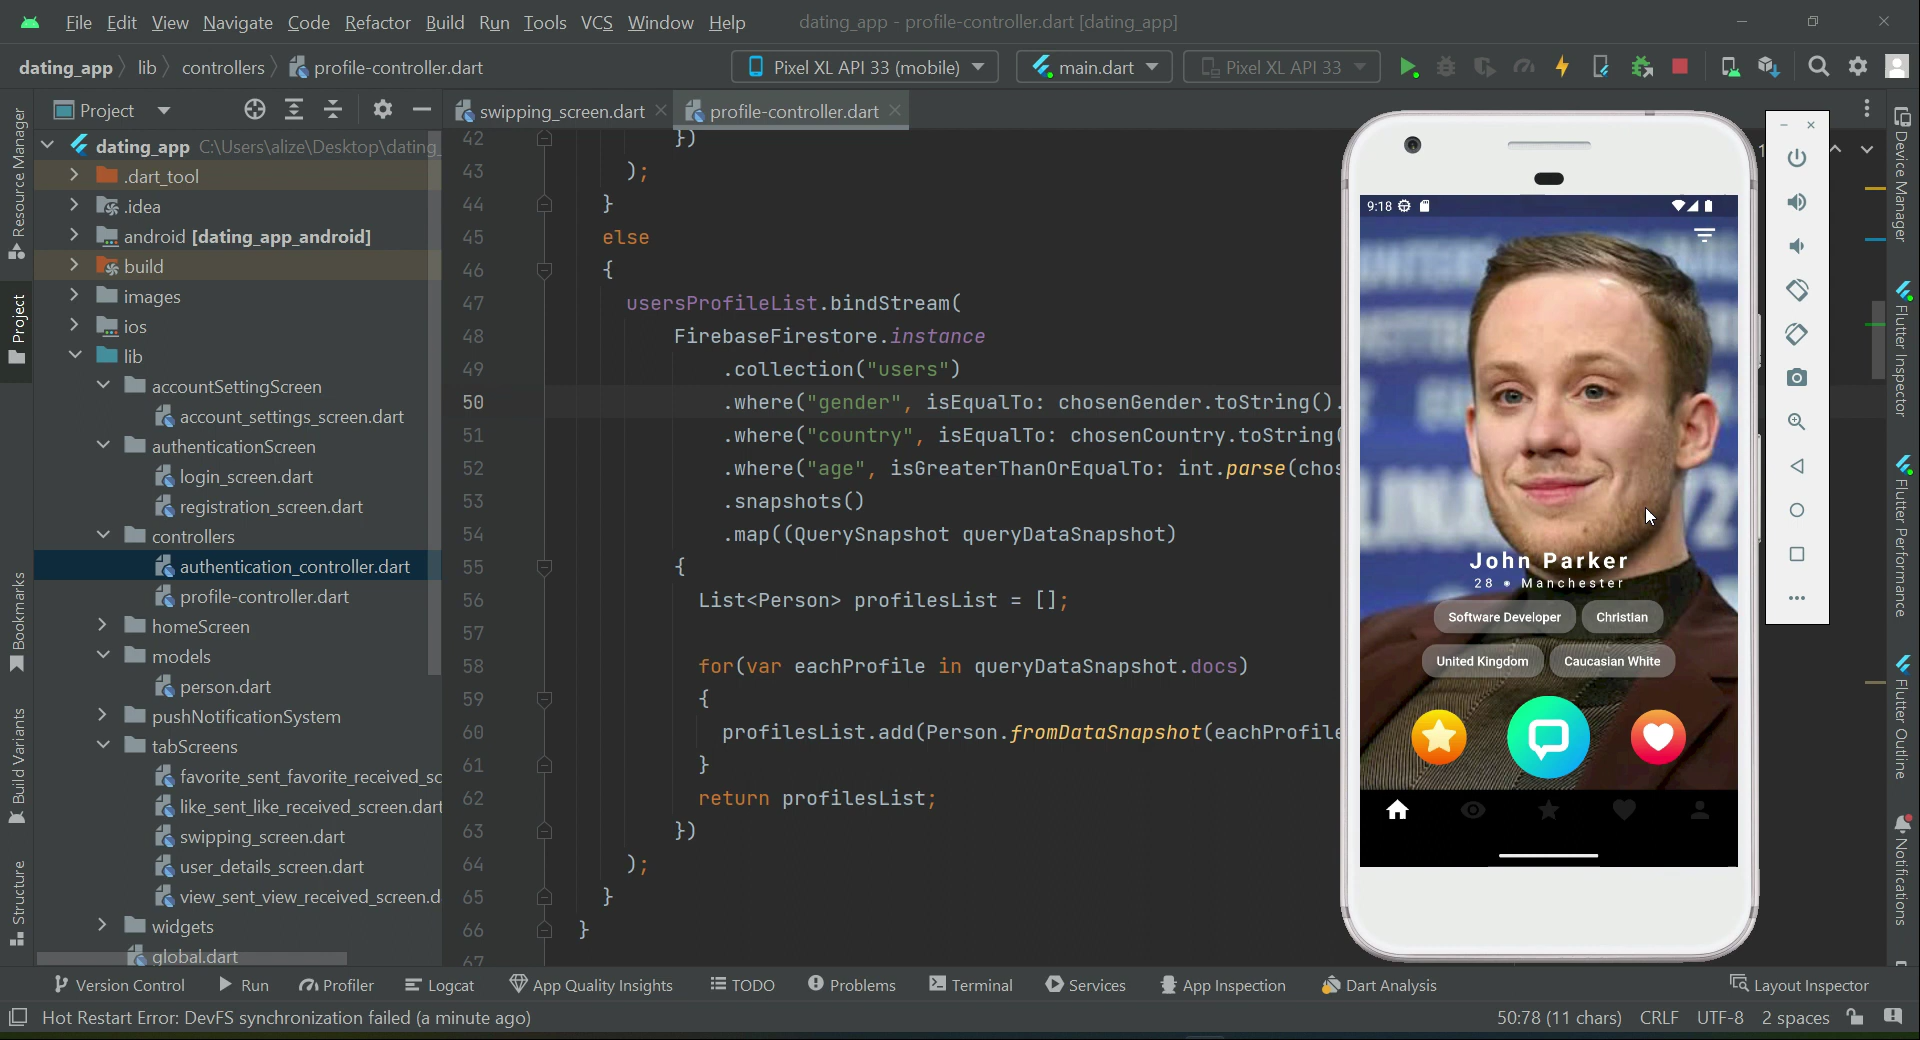 File Edit View Navigate Code Refactor Build Run Tools VCS Window Help dating_app - profile-controller.dart [dating_app]
dating_app lib controllers profile-controller.dart Pixel XL API 33 (mobile) main.dart Pixel XL API 33
Project swipping_screen.dart profile-controller.dart
Resource Manager
Project
Bookmarks
Build Variants
Structure
dating_app C:\Users\alize\Desktop\dating_
.dart_tool
.idea
android [dating_app_android]
build
images
ios
lib
accountSettingScreen
account_settings_screen.dart
authenticationScreen
login_screen.dart
registration_screen.dart
controllers
authentication_controller.dart
profile-controller.dart
homeScreen
models
person.dart
pushNotificationSystem
tabScreens
favorite_sent_favorite_received_sc
like_sent_like_received_screen.dart
swipping_screen.dart
user_details_screen.dart
view_sent_view_received_screen.d
widgets
global.dart
42 })
43 );
44 }
45 else
46 {
47 usersProfileList.bindStream(
48 FirebaseFirestore.instance
49 .collection("users")
50 .where("gender", isEqualTo: chosenGender.toString().
51 .where("country", isEqualTo: chosenCountry.toString(
52 .where("age", isGreaterThanOrEqualTo: int.parse(chos
53 .snapshots()
54 .map((QuerySnapshot queryDataSnapshot)
55 {
56 List<Person> profilesList = [];
57
58 for(var eachProfile in queryDataSnapshot.docs)
59 {
60 profilesList.add(Person.fromDataSnapshot(eachProfile
61 }
62 return profilesList;
63 })
64 );
65 }
66 }
67
9:18
John Parker
28 • Manchester
Software Developer Christian
United Kingdom Caucasian White
1
Device Manager
Flutter Inspector
Flutter Performance
Flutter Outline
Notifications
Version Control Run Profiler Logcat App Quality Insights TODO Problems Terminal Services App Inspection Dart Analysis Layout Inspector
Hot Restart Error: DevFS synchronization failed (a minute ago) 50:78 (11 chars) CRLF UTF-8 2 spaces